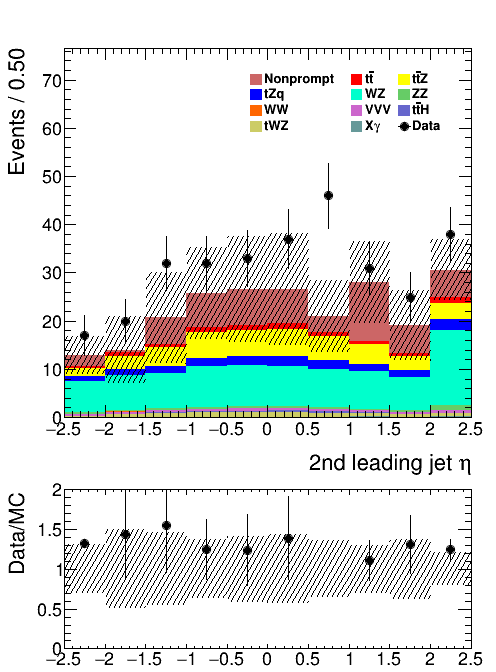 Events / 0.50
70
60
50
40
30
20
10
0
Nonprompt tt̄ tt̄Z
tZq WZ ZZ
WW VVV tt̄H
tWZ Xγ Data
−2.5 −2 −1.5 −1 −0.5 0 0.5 1 1.5 2 2.5
2nd leading jet η
Data/MC
2
1.5
1
0.5
0
−2.5 −2 −1.5 −1 −0.5 0 0.5 1 1.5 2 2.5